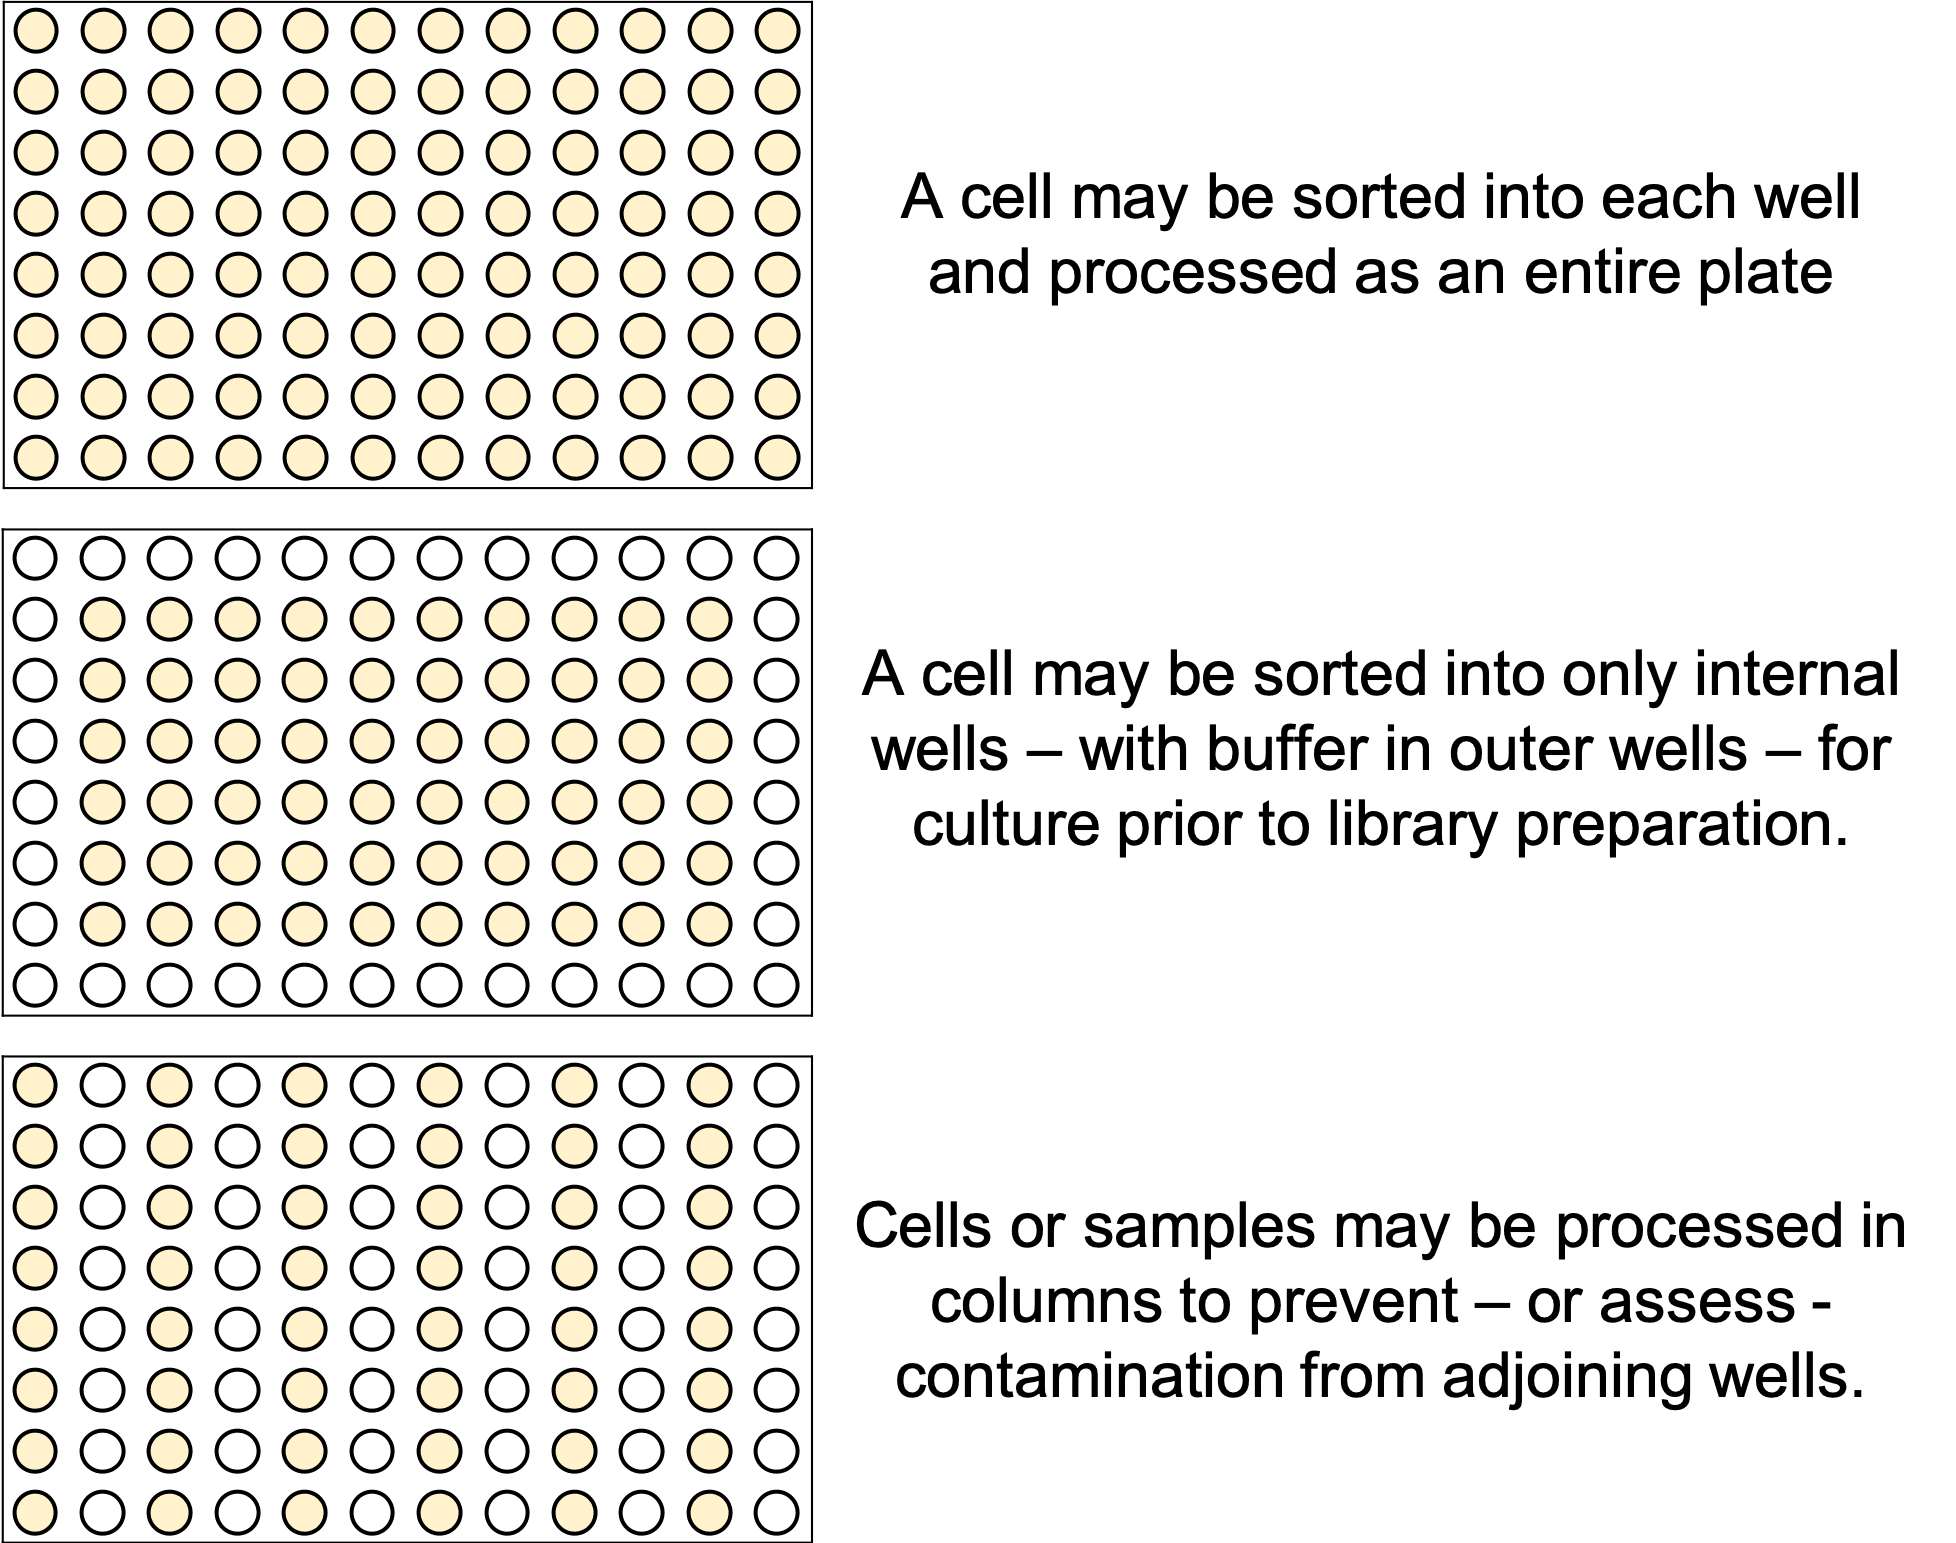 A cell may be sorted into each well
and processed as an entire plate
A cell may be sorted into only internal
wells – with buffer in outer wells – for
culture prior to library preparation.
Cells or samples may be processed in
columns to prevent – or assess -
contamination from adjoining wells.